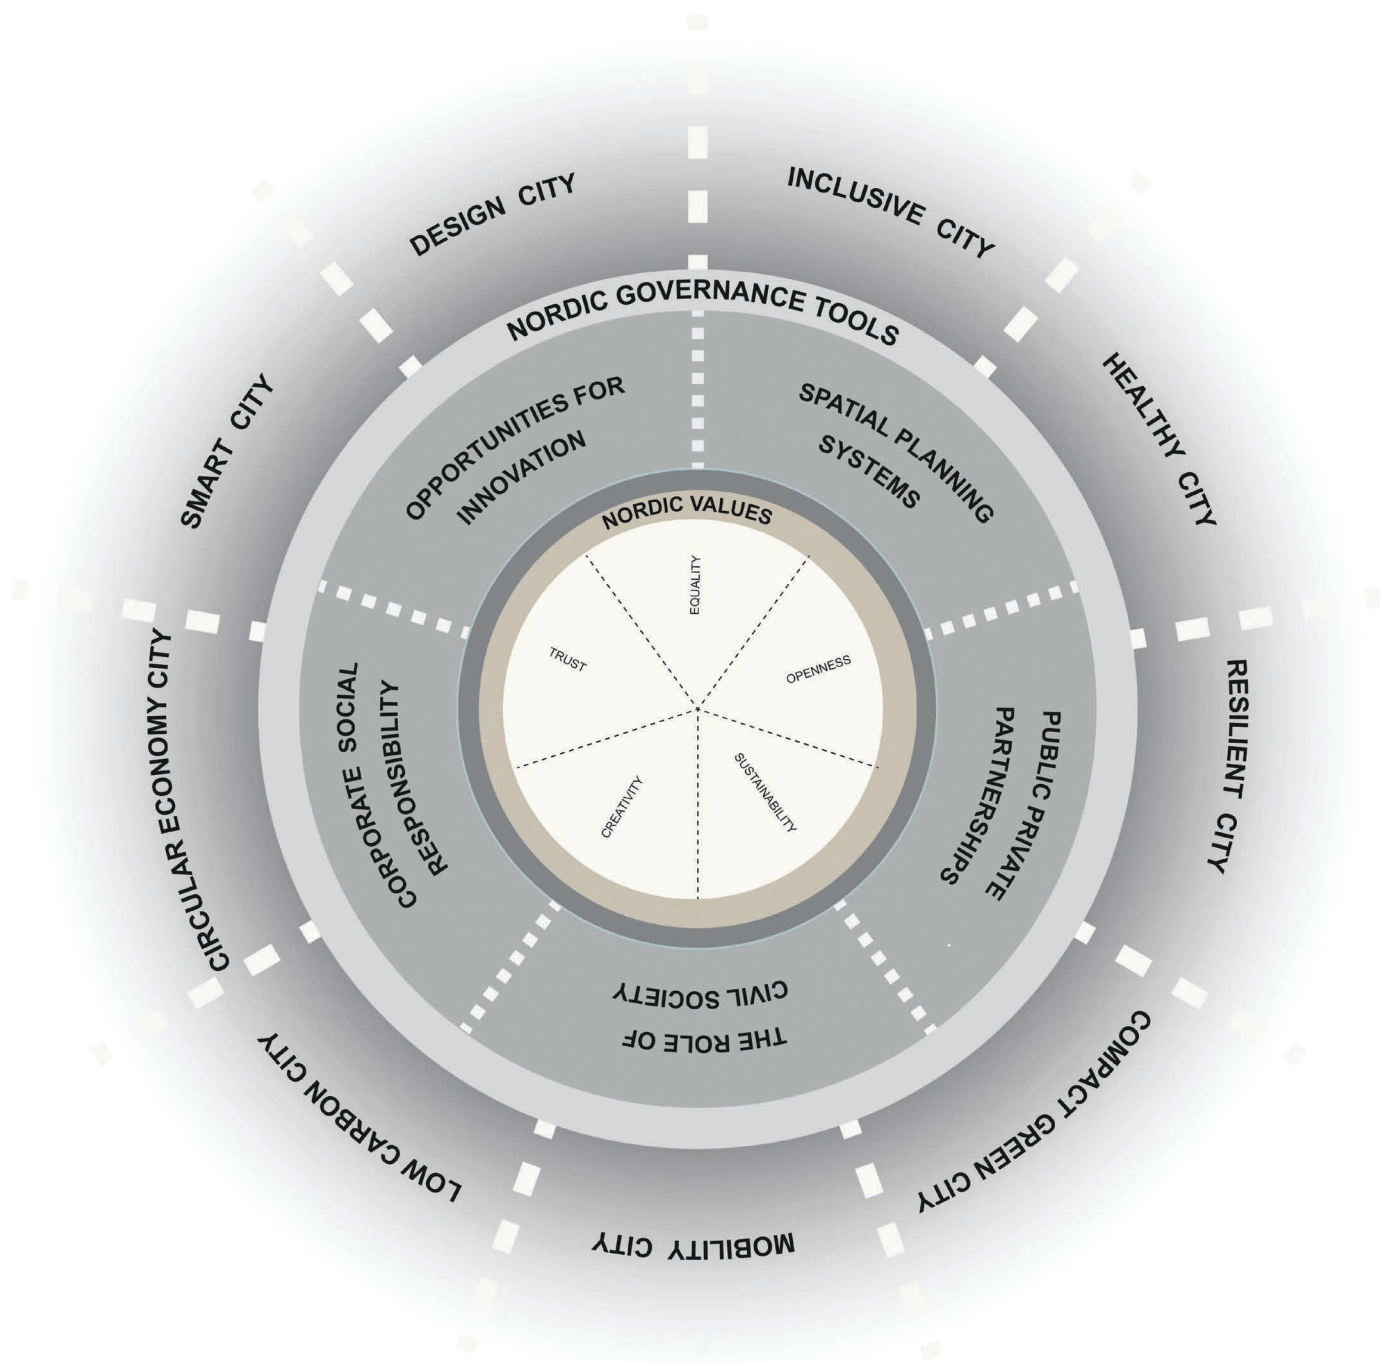 INCLUSIVE CITY
HEALTHY CITY
RESILIENT CITY
COMPACT GREEN CITY
MOBILITY CITY
LOW CARBON CITY
CIRCULAR ECONOMY CITY
SMART CITY
DESIGN CITY
NORDIC GOVERNANCE TOOLS
SPATIAL PLANNING
SYSTEMS
PUBLIC PRIVATE
PARTNERSHIPS
THE ROLE OF
CIVIL SOCIETY
CORPORATE SOCIAL
RESPONSIBILITY
OPPORTUNITIES FOR
INNOVATION
NORDIC VALUES
EQUALITY
OPENNESS
SUSTAINABILITY
CREATIVITY
TRUST